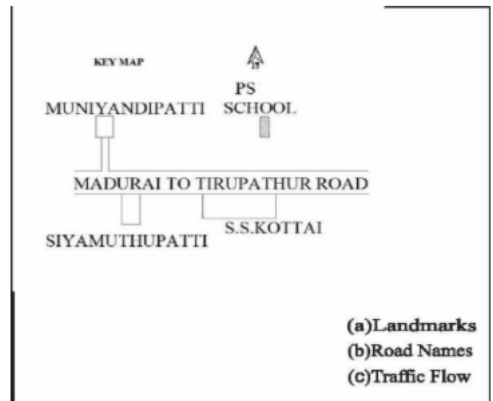 KEY MAP
PS
MUNIYANDIPATTI SCHOOL
MADURAI TO TIRUPATHUR ROAD
S.S.KOTTAI
SIYAMUTHUPATTI
(a)Landmarks
(b)Road Names
(c)Traffic Flow